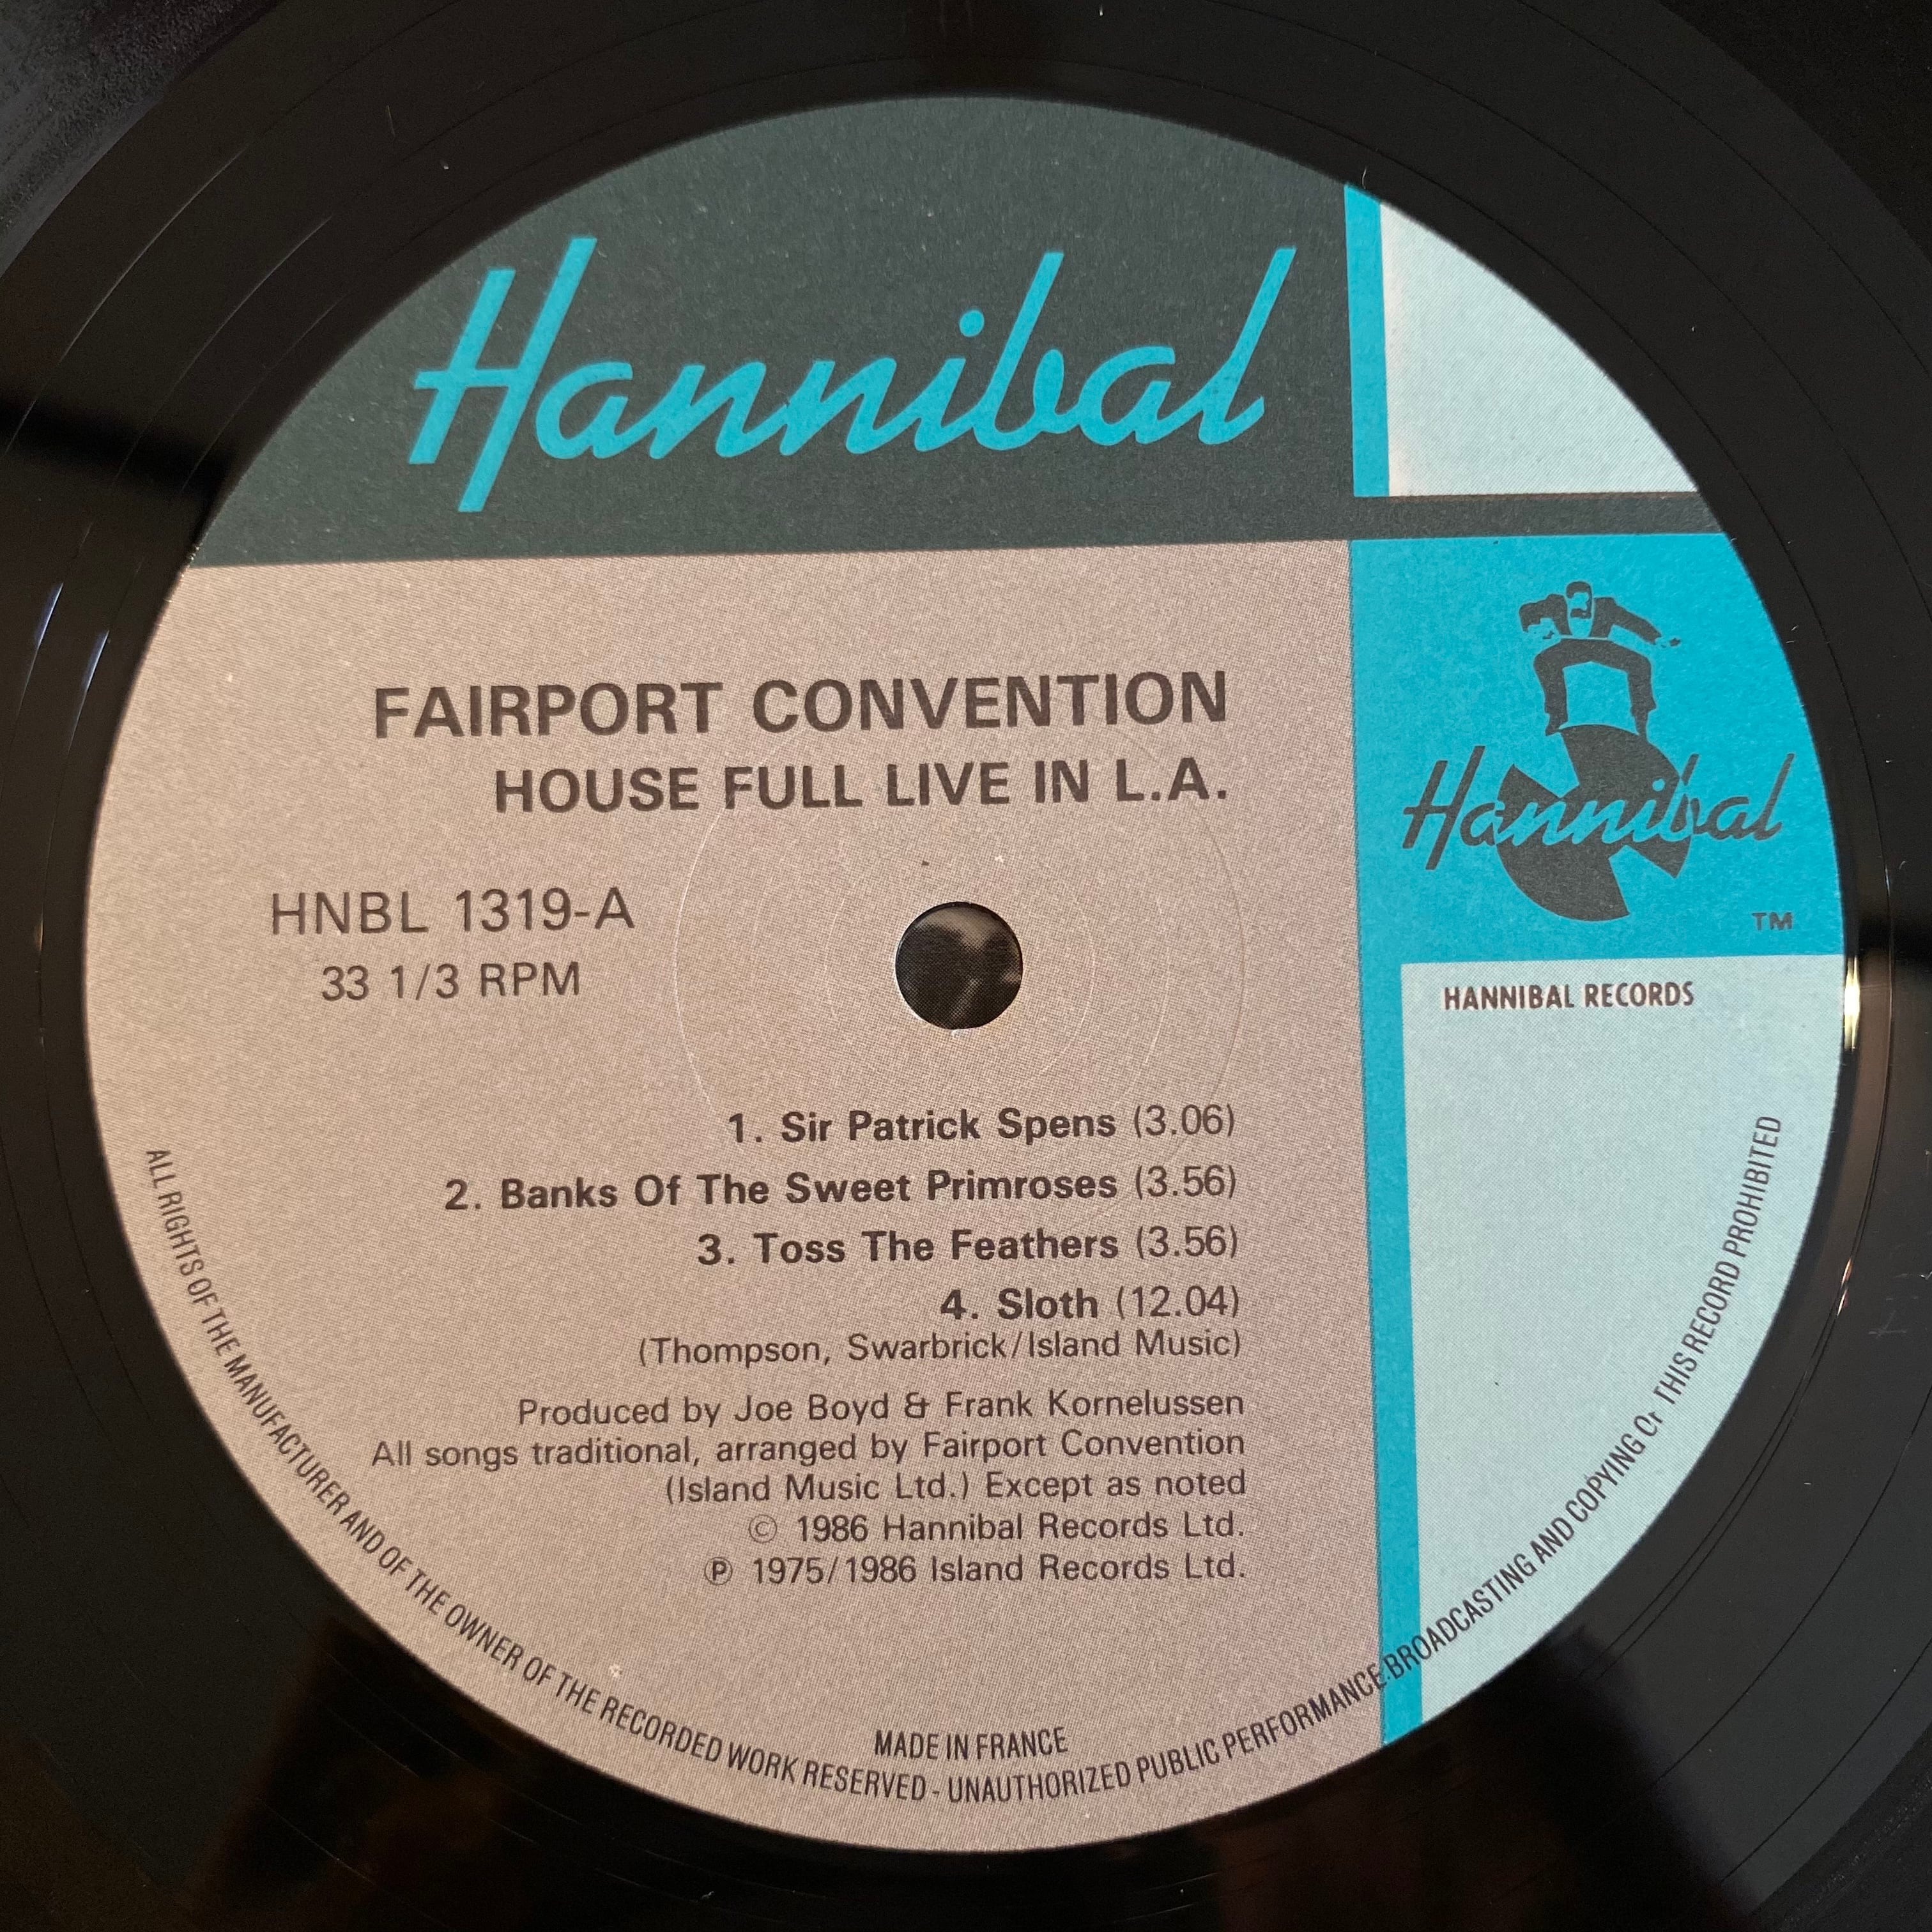 Hannibal
FAIRPORT CONVENTION
HOUSE FULL LIVE IN L.A.
HNBL 1319-A
33 1/3 RPM
Hannibal
TM
HANNIBAL RECORDS
1. Sir Patrick Spens (3.06)
2. Banks Of The Sweet Primroses (3.56)
3. Toss The Feathers (3.56)
4. Sloth (12.04)
(Thompson, Swarbrick/Island Music)
Produced by Joe Boyd & Frank Kornelussen
All songs traditional, arranged by Fairport Convention
(Island Music Ltd.) Except as noted
© 1986 Hannibal Records Ltd.
℗ 1975/1986 Island Records Ltd.
MADE IN FRANCE
ALL RIGHTS OF THE MANUFACTURER AND OF THE OWNER OF THE RECORDED WORK RESERVED - UNAUTHORIZED PUBLIC PERFORMANCE BROADCASTING AND COPYING OF THIS RECORD PROHIBITED